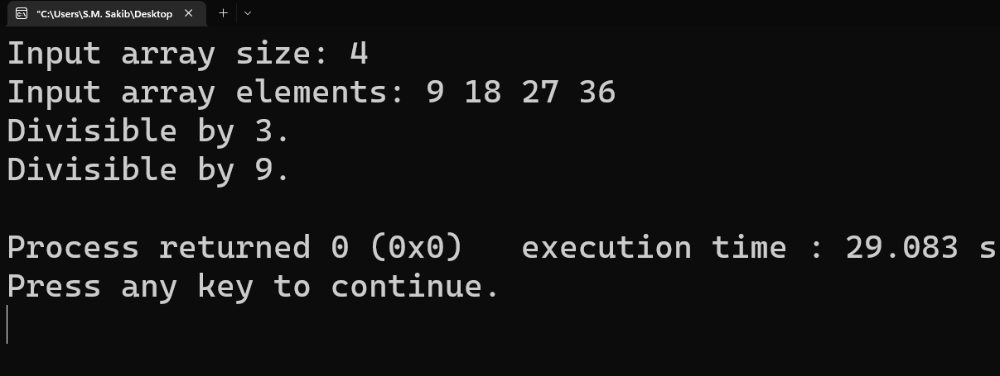 "C:\Users\S.M. Sakib\Desktop
Input array size: 4
Input array elements: 9 18 27 36
Divisible by 3.
Divisible by 9.
Process returned 0 (0x0)   execution time : 29.083 s
Press any key to continue.